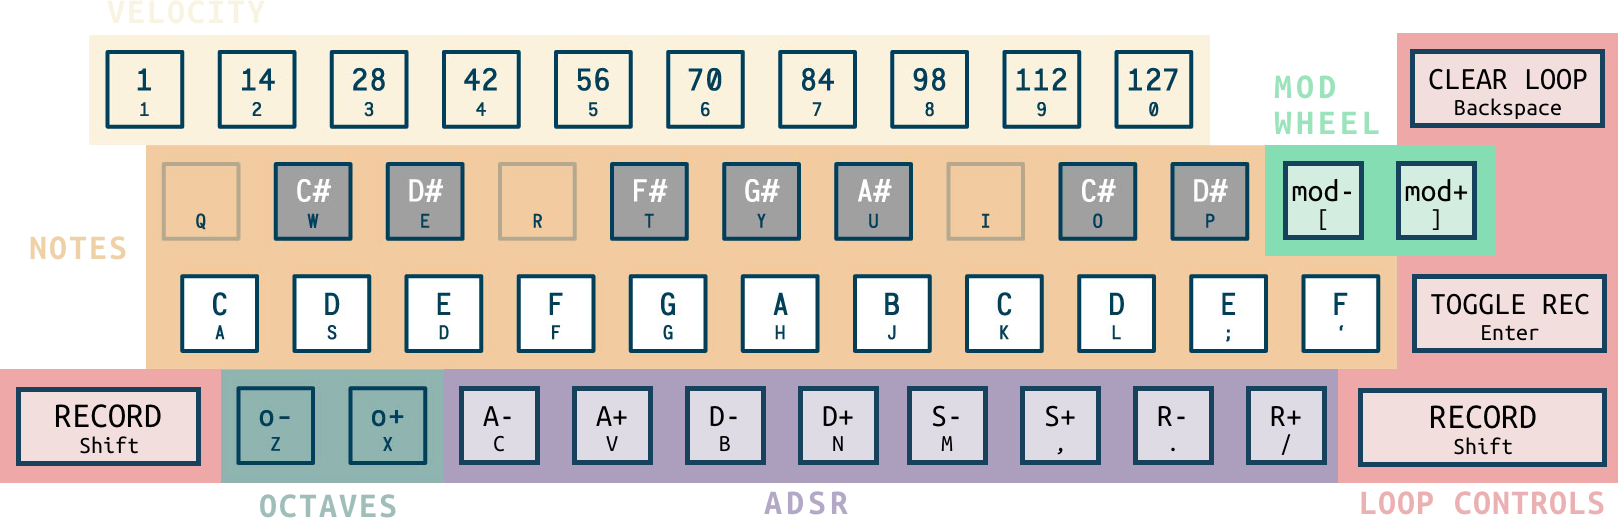 VELOCITY
1 14 28 42 56 70 84 98 112 127
1 2 3 4 5 6 7 8 9 0
MOD
WHEEL
CLEAR LOOP
Backspace
C# D# F# G# A# C# D# mod- mod+
Q W E R T Y U I O P [ ]
NOTES
C D E F G A B C D E F
A S D F G H J K L ; ‘
TOGGLE REC
Enter
RECORD o- o+ A- A+ D- D+ S- S+ R- R+ RECORD
Shift Z X C V B N M , . / Shift
OCTAVES ADSR LOOP CONTROLS